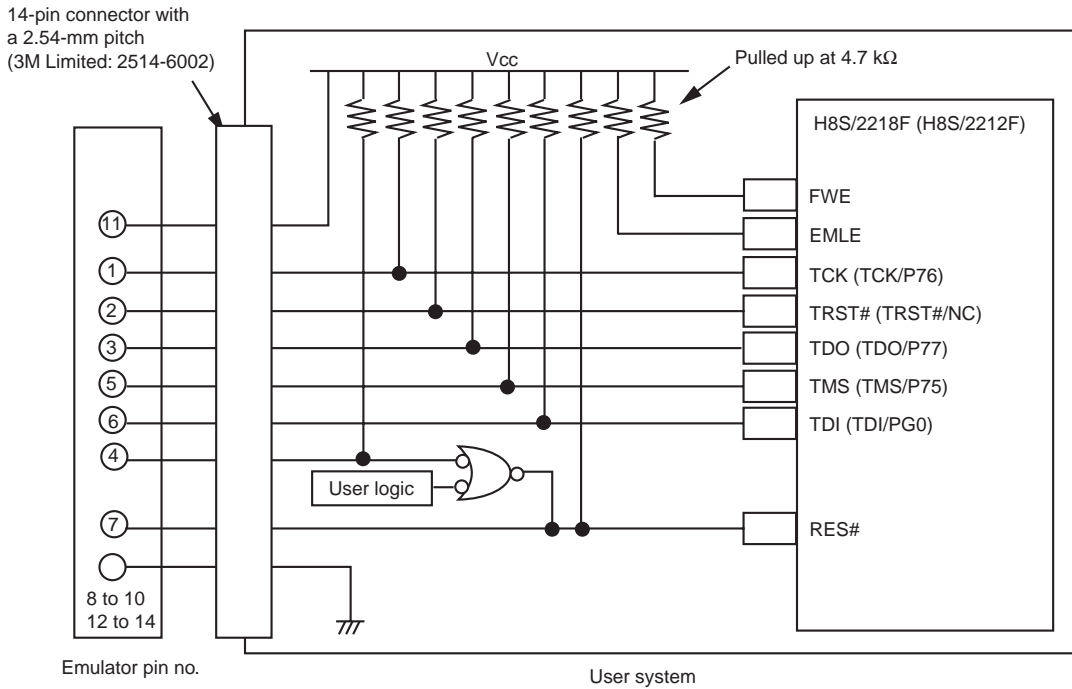 14-pin connector with
a 2.54-mm pitch
(3M Limited: 2514-6002)
Vcc
Pulled up at 4.7 kΩ
H8S/2218F (H8S/2212F)
FWE
11
EMLE
1
TCK (TCK/P76)
2
TRST# (TRST#/NC)
3
TDO (TDO/P77)
5
TMS (TMS/P75)
6
TDI (TDI/PG0)
4
User logic
7
RES#
8 to 10
12 to 14
Emulator pin no.
User system